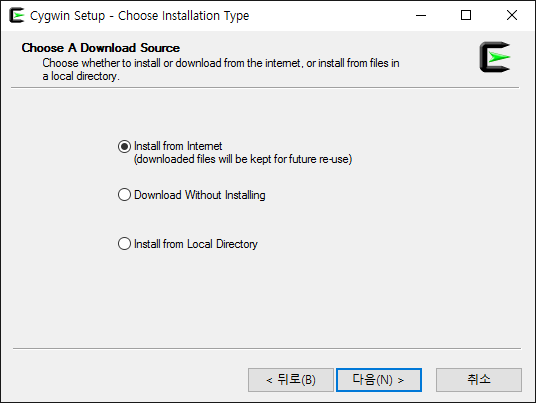 Cygwin Setup - Choose Installation Type
Choose A Download Source
Choose whether to install or download from the internet, or install from files in
a local directory.
Install from Internet
(downloaded files will be kept for future re-use)
Download Without Installing
Install from Local Directory
< 뒤로(B)
다음(N) >
취소